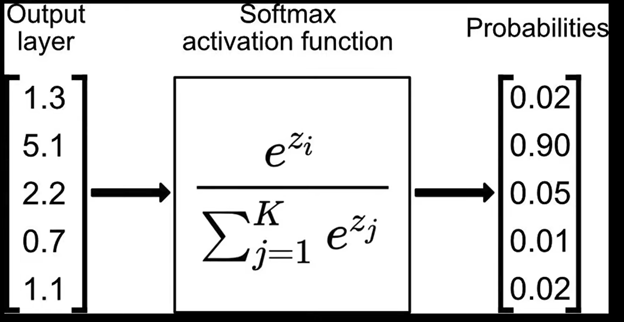 Output
layer
Softmax
activation function
Probabilities
1.3
5.1
2.2
0.7
1.1
e^{z_i}
∑_{j=1}^{K} e^{z_j}
0.02
0.90
0.05
0.01
0.02